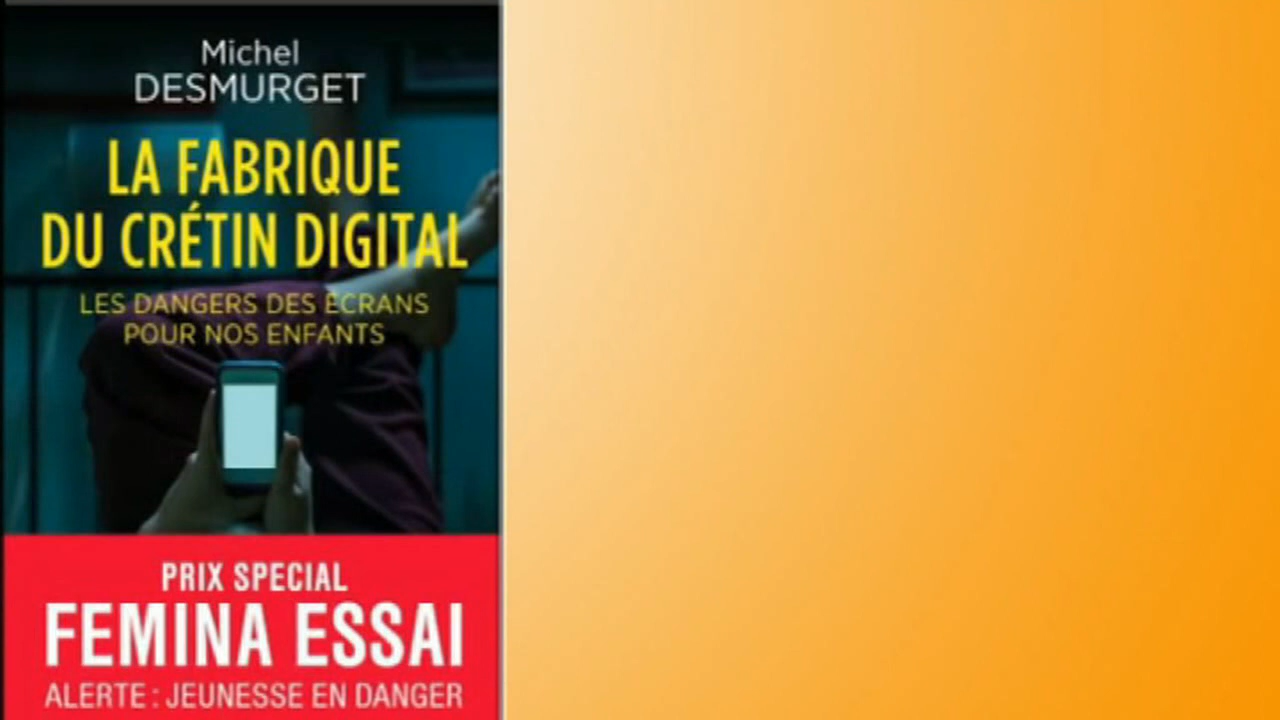 Michel
DESMURGET
LA FABRIQUE
DU CRÉTIN DIGITAL
LES DANGERS DES ÉCRANS
POUR NOS ENFANTS
PRIX SPECIAL
FEMINA ESSAI
ALERTE : JEUNESSE EN DANGER